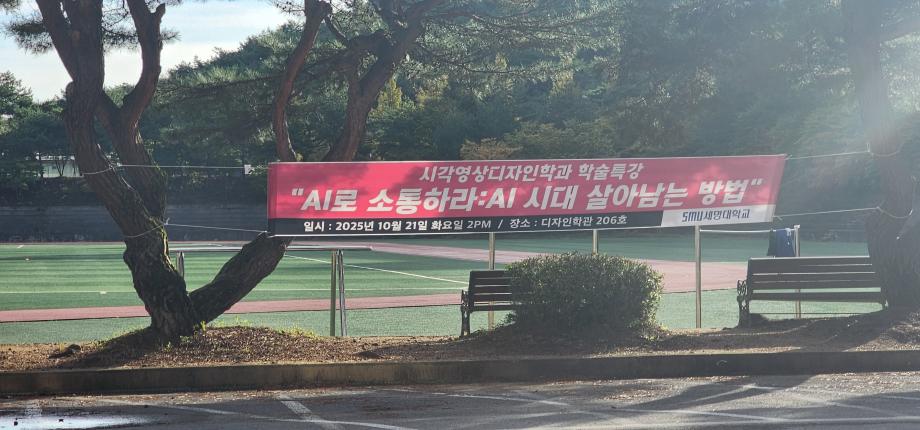 시각영상디자인학과 학술특강
"AI로 소통하라:AI 시대 살아남는 방법"
일시 : 2025년 10월 21일 화요일 2PM / 장소 : 디자인학관 206호
SMU세명대학교